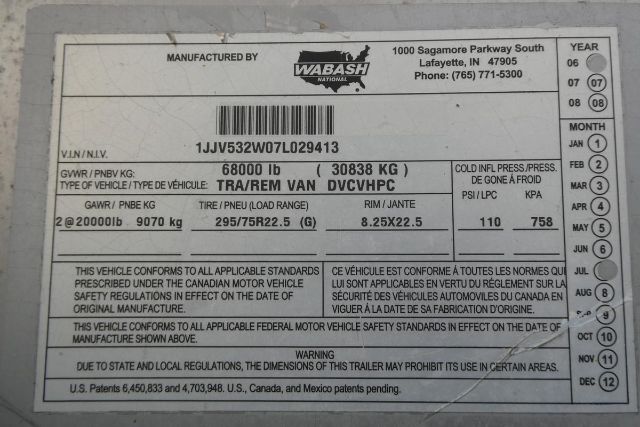 MANUFACTURED BY
WABASH
NATIONAL
1000 Sagamore Parkway South
Lafayette, IN 47905
Phone: (765) 771-5300
1JJV532W07L029413
V.I.N / N.I.V.
GVWR / PNBV KG: 68000 lb ( 30838 KG )
TYPE OF VEHICLE / TYPE DE VÉHICULE: TRA/REM VAN DVCVHPC
COLD INFL PRESS./PRESS.
DE GONE À FROID
PSI / LPC KPA
GAWR / PNBE KG TIRE / PNEU (LOAD RANGE) RIM / JANTE
2@20000lb 9070 kg 295/75R22.5 (G) 8.25X22.5 110 758
THIS VEHICLE CONFORMS TO ALL APPLICABLE STANDARDS
PRESCRIBED UNDER THE CANADIAN MOTOR VEHICLE
SAFETY REGULATIONS IN EFFECT ON THE DATE OF
ORIGINAL MANUFACTURE.
CE VÉHICULE EST CONFORME À TOUTES LES NORMES QUI
LUI SONT APPLICABLES EN VERTU DU RÉGLEMENT SUR LA
SÉCURITÉ DES VÉHICULES AUTOMOBILES DU CANADA EN
VIGUER À LA DATE DE SA FABRICATION D'ORIGINE.
THIS VEHICLE CONFORMS TO ALL APPLICABLE FEDERAL MOTOR VEHICLE SAFETY STANDARDS IN EFFECT ON THE DATE OF
MANUFACTURE SHOWN ABOVE.
WARNING
DUE TO STATE AND LOCAL REGULATIONS, THE DIMENSIONS OF THIS TRAILER MAY PROHIBIT ITS USE IN CERTAIN AREAS.
U.S. Patents 6,450,833 and 4,703,948. U.S., Canada, and Mexico patents pending.
YEAR
06
07 07
08 08
MONTH
JAN 1
FEB 2
MAR 3
APR 4
MAY 5
JUN 6
JUL
AUG 8
9
OCT 10
NOV 11
DEC 12